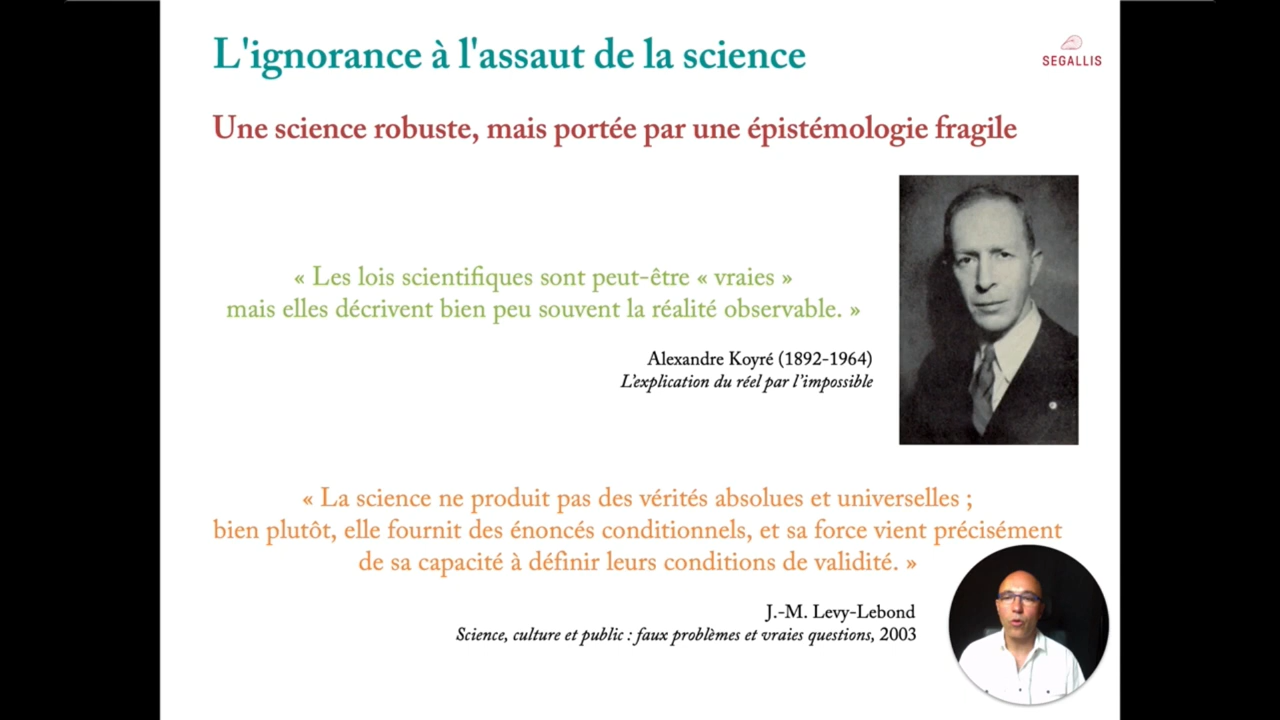 L'ignorance à l'assaut de la science
SEGALLIS
Une science robuste, mais portée par une épistémologie fragile
« Les lois scientifiques sont peut-être « vraies »
mais elles décrivent bien peu souvent la réalité observable. »
Alexandre Koyré (1892-1964)
L'explication du réel par l'impossible
« La science ne produit pas des vérités absolues et universelles ;
bien plutôt, elle fournit des énoncés conditionnels, et sa force vient précisément
de sa capacité à définir leurs conditions de validité. »
J.-M. Levy-Lebond
Science, culture et public : faux problèmes et vraies questions, 2003